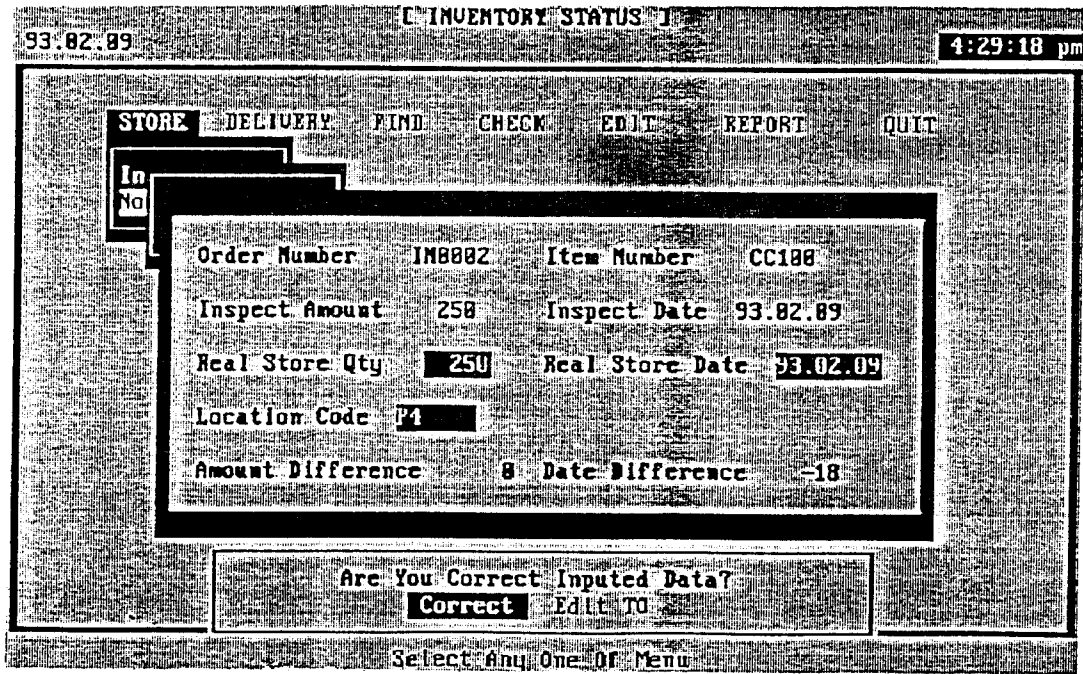 [ INVENTORY STATUS ]
93.02.09
4:29:18 pm
STORE DELIVERY FIND CHECK EDIT REPORT QUIT
In
No
Order Number IM8002 Item Number CC100
Inspect Amount 250 Inspect Date 93.02.09
Real Store Qty 250 Real Store Date 93.02.09
Location Code P4
Amount Difference 0 Date Difference -18
Are You Correct Inputed Data?
Correct Edit TO
Select Any One Of Menu